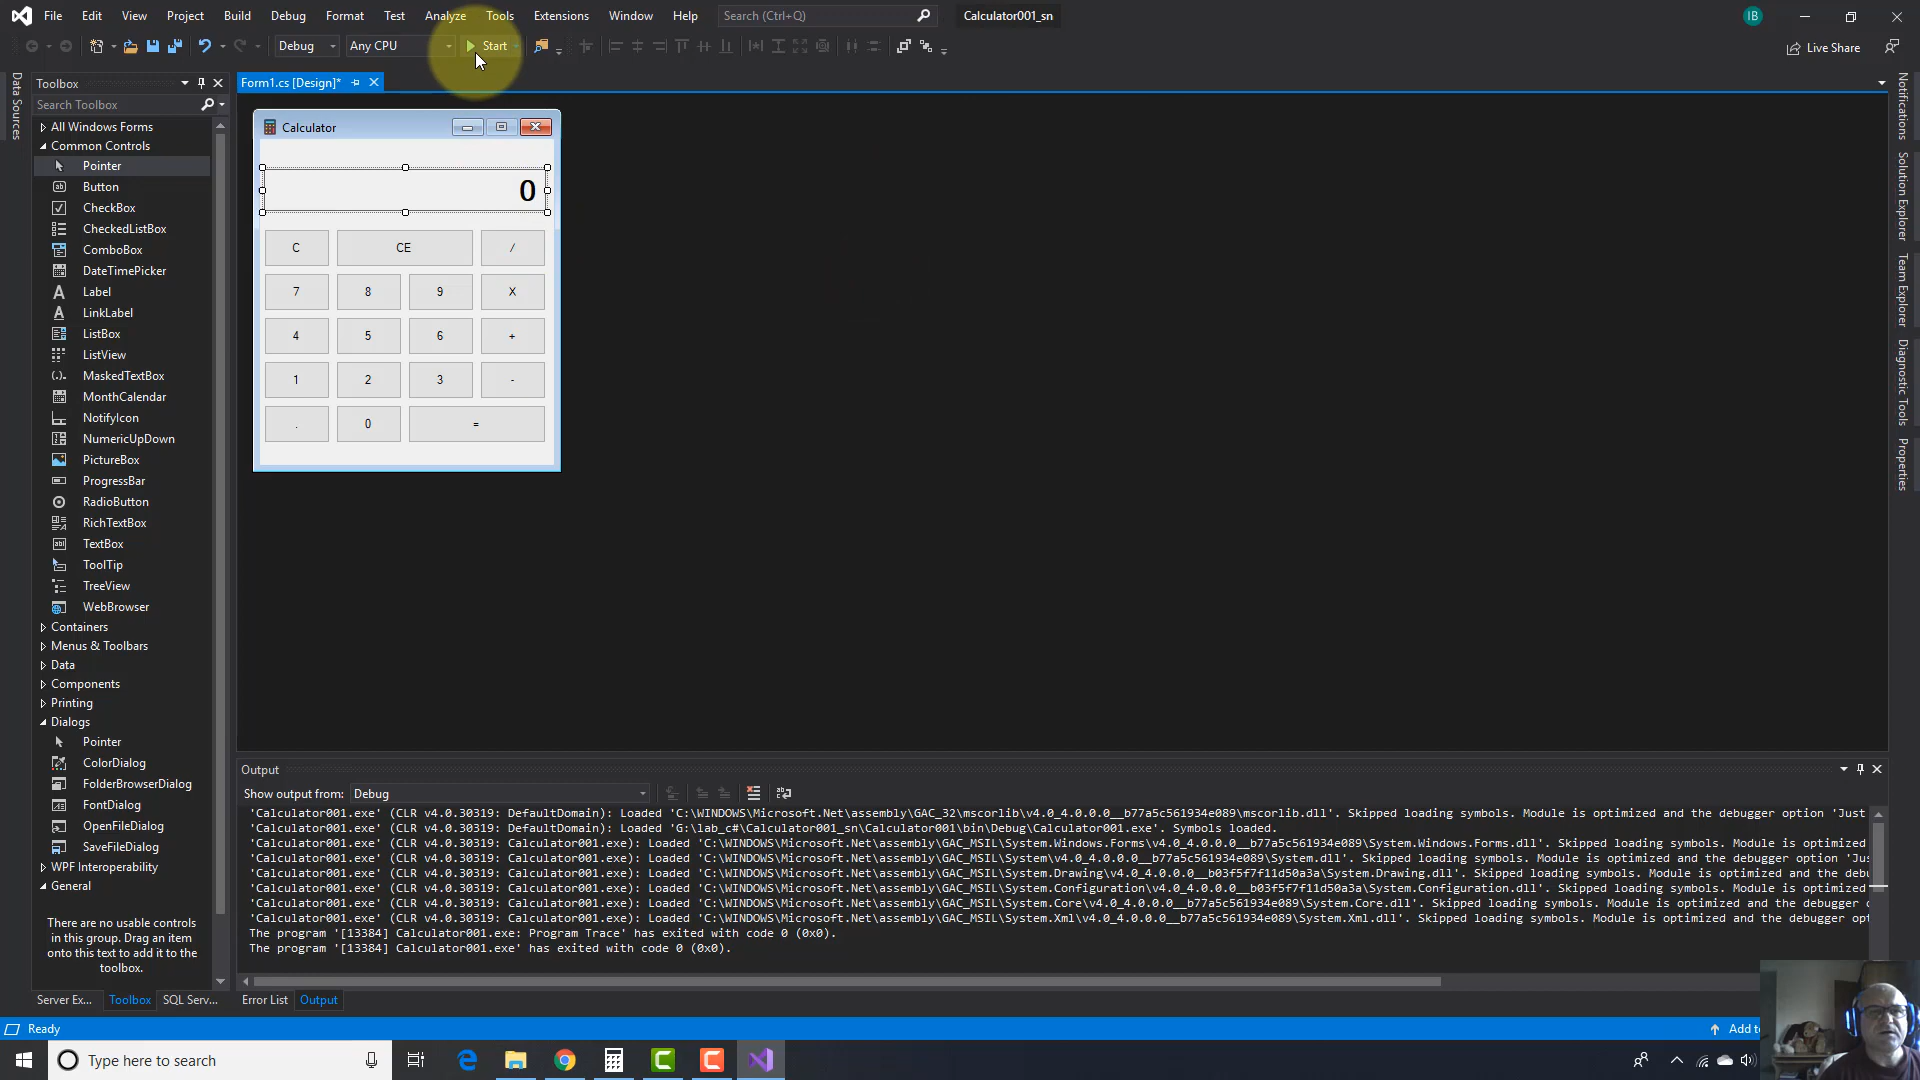 File Edit View Project Build Debug Format Test Analyze Tools Extensions Window Help Search (Ctrl+Q) Calculator001_sn IB
Debug Any CPU Start Live Share
Data Sources
Toolbox
Search Toolbox
All Windows Forms
Common Controls
Pointer
Button
CheckBox
CheckedListBox
ComboBox
DateTimePicker
Label
LinkLabel
ListBox
ListView
MaskedTextBox
MonthCalendar
NotifyIcon
NumericUpDown
PictureBox
ProgressBar
RadioButton
RichTextBox
TextBox
ToolTip
TreeView
WebBrowser
Containers
Menus & Toolbars
Data
Components
Printing
Dialogs
Pointer
ColorDialog
FolderBrowserDialog
FontDialog
OpenFileDialog
SaveFileDialog
WPF Interoperability
General
There are no usable controls
in this group. Drag an item
onto this text to add it to the
toolbox.
Server Ex... Toolbox SQL Serv...
Form1.cs [Design]*
Calculator
0
C CE /
7 8 9 X
4 5 6 +
1 2 3 -
. 0 =
Notifications
Solution Explorer
Team Explorer
Diagnostic Tools
Properties
Output
Show output from: Debug
'Calculator001.exe' (CLR v4.0.30319: DefaultDomain): Loaded 'C:\WINDOWS\Microsoft.Net\assembly\GAC_32\mscorlib\v4.0_4.0.0.0__b77a5c561934e089\mscorlib.dll'. Skipped loading symbols. Module is optimized and the debugger option 'Just
'Calculator001.exe' (CLR v4.0.30319: DefaultDomain): Loaded 'G:\lab_c#\Calculator001_sn\Calculator001\bin\Debug\Calculator001.exe'. Symbols loaded.
'Calculator001.exe' (CLR v4.0.30319: Calculator001.exe): Loaded 'C:\WINDOWS\Microsoft.Net\assembly\GAC_MSIL\System.Windows.Forms\v4.0_4.0.0.0__b77a5c561934e089\System.Windows.Forms.dll'. Skipped loading symbols. Module is optimized
'Calculator001.exe' (CLR v4.0.30319: Calculator001.exe): Loaded 'C:\WINDOWS\Microsoft.Net\assembly\GAC_MSIL\System\v4.0_4.0.0.0__b77a5c561934e089\System.dll'. Skipped loading symbols. Module is optimized and the debugger option 'Jus
'Calculator001.exe' (CLR v4.0.30319: Calculator001.exe): Loaded 'C:\WINDOWS\Microsoft.Net\assembly\GAC_MSIL\System.Drawing\v4.0_4.0.0.0__b03f5f7f11d50a3a\System.Drawing.dll'. Skipped loading symbols. Module is optimized and the debu
'Calculator001.exe' (CLR v4.0.30319: Calculator001.exe): Loaded 'C:\WINDOWS\Microsoft.Net\assembly\GAC_MSIL\System.Configuration\v4.0_4.0.0.0__b03f5f7f11d50a3a\System.Configuration.dll'. Skipped loading symbols. Module is optimized
'Calculator001.exe' (CLR v4.0.30319: Calculator001.exe): Loaded 'C:\WINDOWS\Microsoft.Net\assembly\GAC_MSIL\System.Core\v4.0_4.0.0.0__b77a5c561934e089\System.Core.dll'. Skipped loading symbols. Module is optimized and the debugger o
'Calculator001.exe' (CLR v4.0.30319: Calculator001.exe): Loaded 'C:\WINDOWS\Microsoft.Net\assembly\GAC_MSIL\System.Xml\v4.0_4.0.0.0__b77a5c561934e089\System.Xml.dll'. Skipped loading symbols. Module is optimized and the debugger opt
The program '[13384] Calculator001.exe: Program Trace' has exited with code 0 (0x0).
The program '[13384] Calculator001.exe' has exited with code 0 (0x0).
Error List Output
Ready Add to
Type here to search